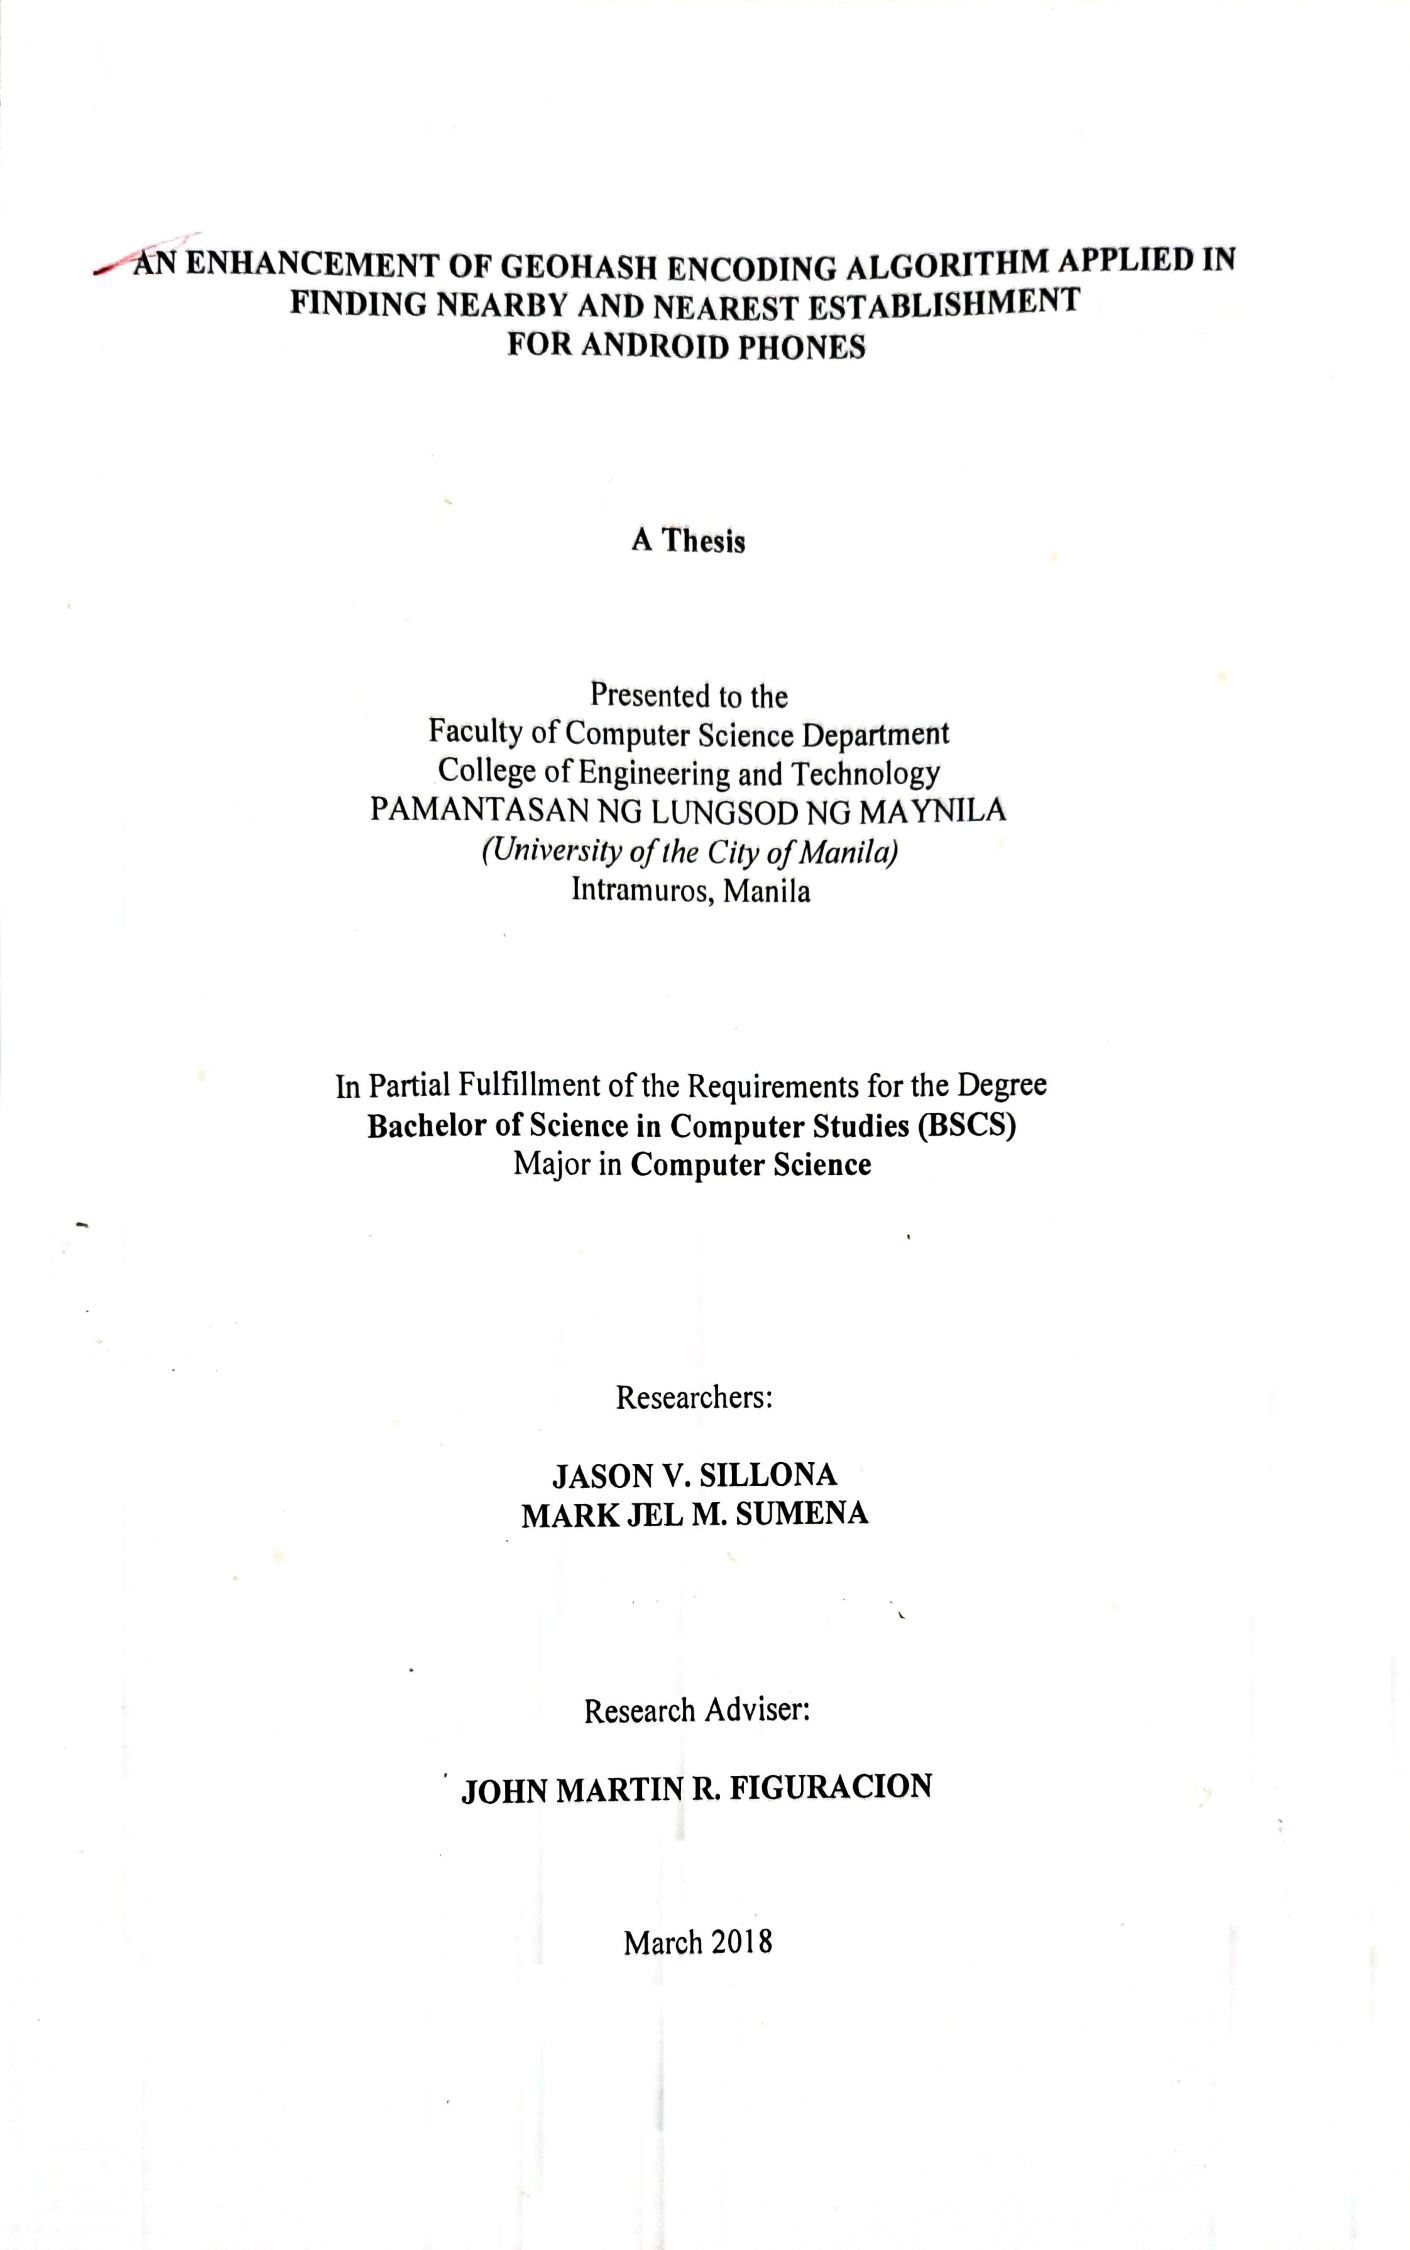 AN ENHANCEMENT OF GEOHASH ENCODING ALGORITHM APPLIED IN
FINDING NEARBY AND NEAREST ESTABLISHMENT
FOR ANDROID PHONES
A Thesis
Presented to the
Faculty of Computer Science Department
College of Engineering and Technology
PAMANTASAN NG LUNGSOD NG MAYNILA
(University of the City of Manila)
Intramuros, Manila
In Partial Fulfillment of the Requirements for the Degree
Bachelor of Science in Computer Studies (BSCS)
Major in Computer Science
Researchers:
JASON V. SILLONA
MARK JEL M. SUMENA
Research Adviser:
JOHN MARTIN R. FIGURACION
March 2018